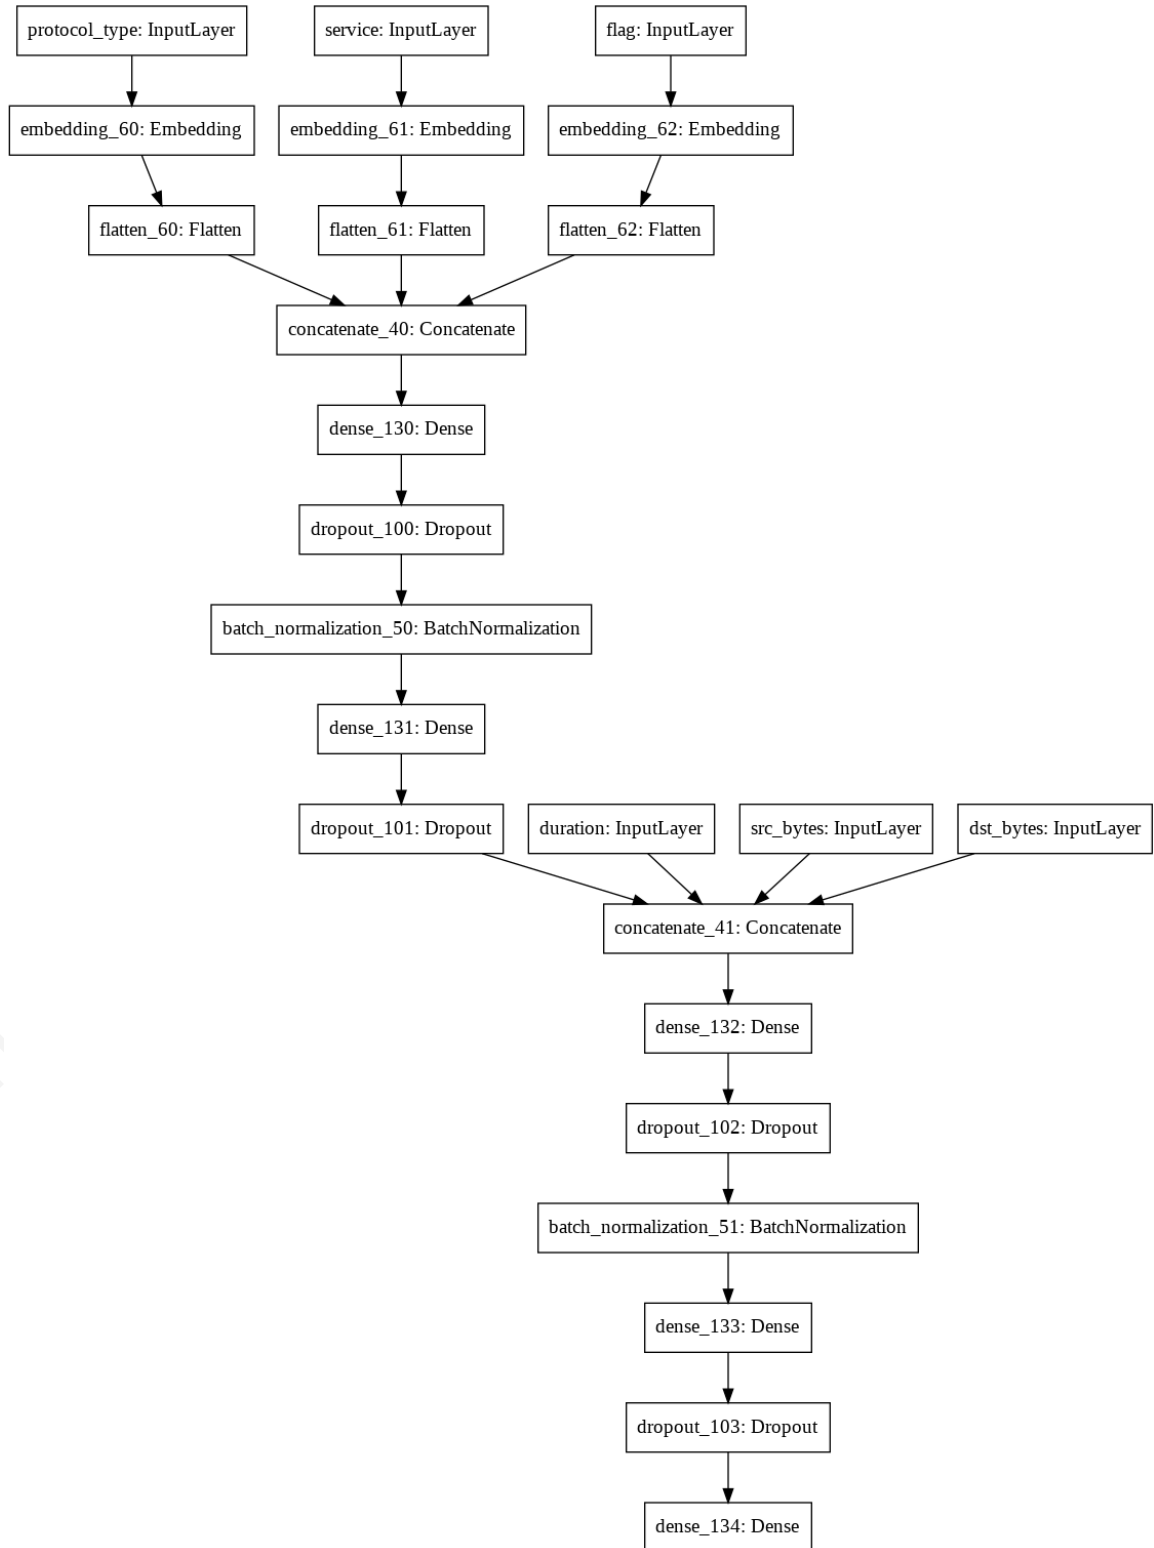 protocol_type: InputLayer
service: InputLayer
flag: InputLayer
embedding_60: Embedding
embedding_61: Embedding
embedding_62: Embedding
flatten_60: Flatten
flatten_61: Flatten
flatten_62: Flatten
concatenate_40: Concatenate
dense_130: Dense
dropout_100: Dropout
batch_normalization_50: BatchNormalization
dense_131: Dense
dropout_101: Dropout
duration: InputLayer
src_bytes: InputLayer
dst_bytes: InputLayer
concatenate_41: Concatenate
dense_132: Dense
dropout_102: Dropout
batch_normalization_51: BatchNormalization
dense_133: Dense
dropout_103: Dropout
dense_134: Dense